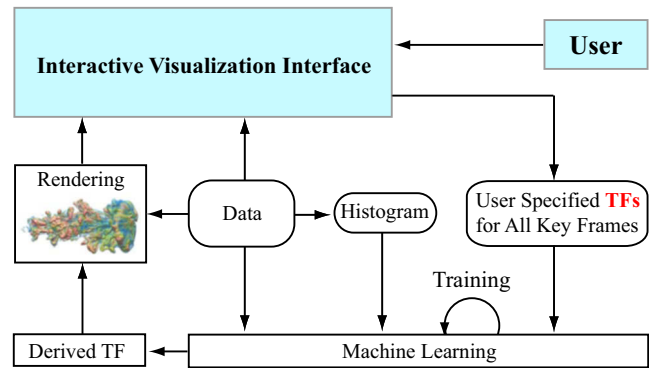 Interactive Visualization Interface
User
Rendering
Data
Histogram
User Specified TFs
for All Key Frames
Training
Derived TF
Machine Learning